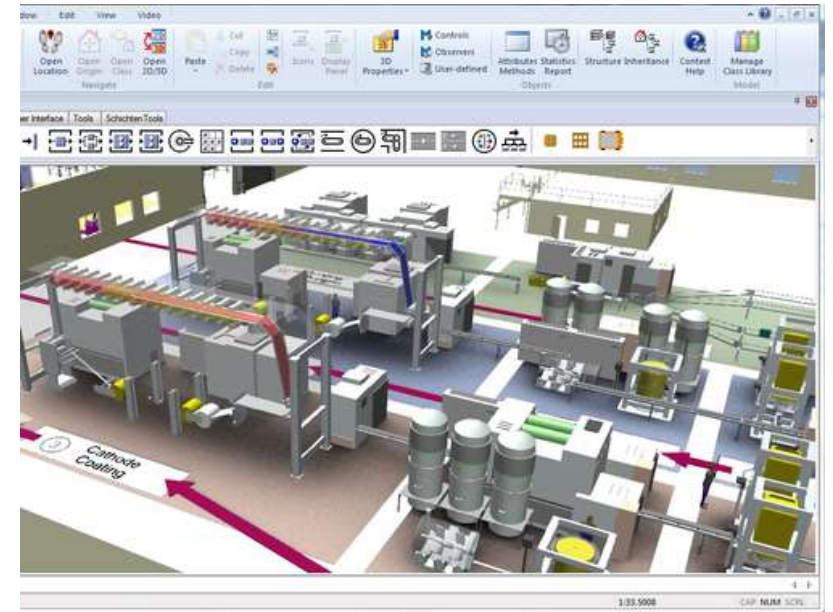 dow Edit View Video
Open Location
Open Origin
Open Class
Open 2D/3D
Navigate
Paste
Cut
Copy
Delete
Edit
Icons
Display Panel
3D Properties
Controls
Observers
User-defined
Attributes Methods
Statistics Report
Structure
Inheritance
Objects
Context Help
Manage Class Library
Model
er Interface Tools SchichtenTools
3
Cathode
Coating
1:33.5008 CAP NUM SCRL